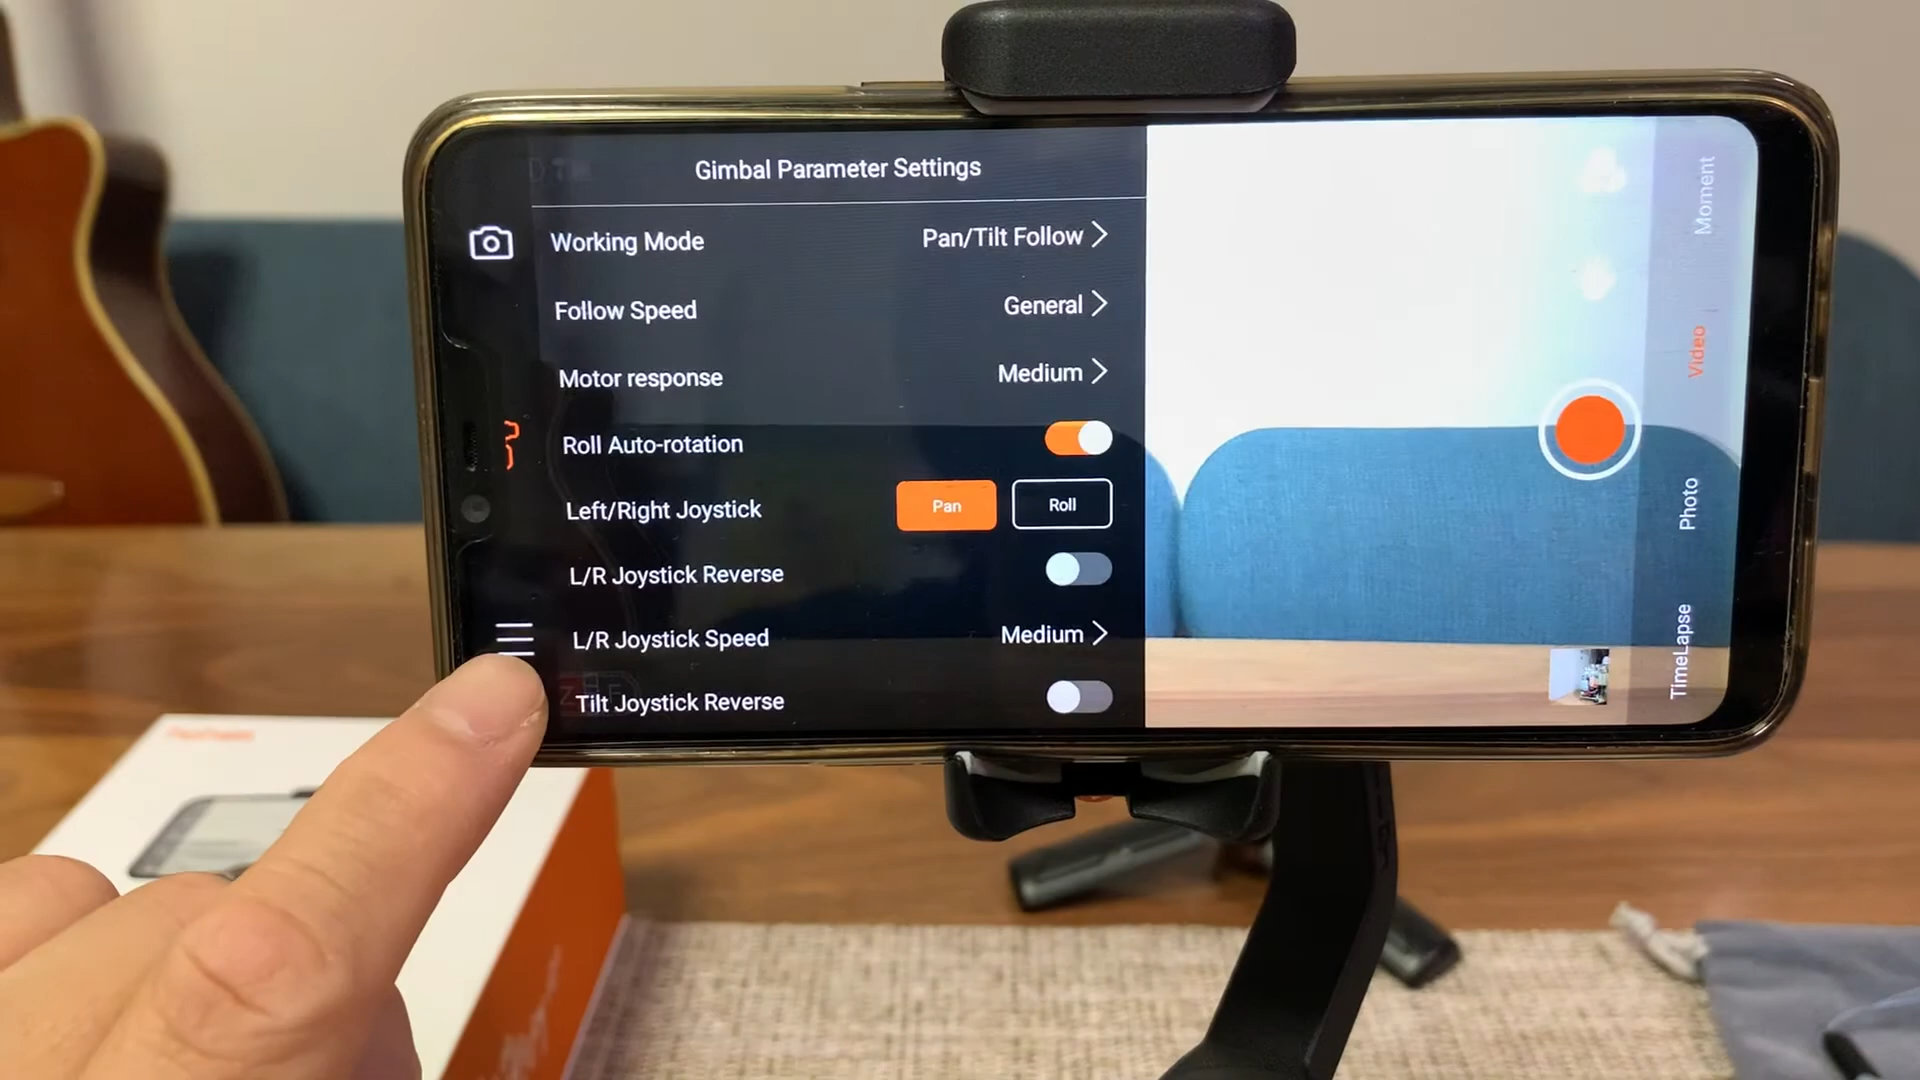 Gimbal Parameter Settings
Working Mode Pan/Tilt Follow
Follow Speed General
Motor response Medium
Roll Auto-rotation
Left/Right Joystick Pan Roll
L/R Joystick Reverse
L/R Joystick Speed Medium
Tilt Joystick Reverse
Moment
Video
Photo
TimeLapse